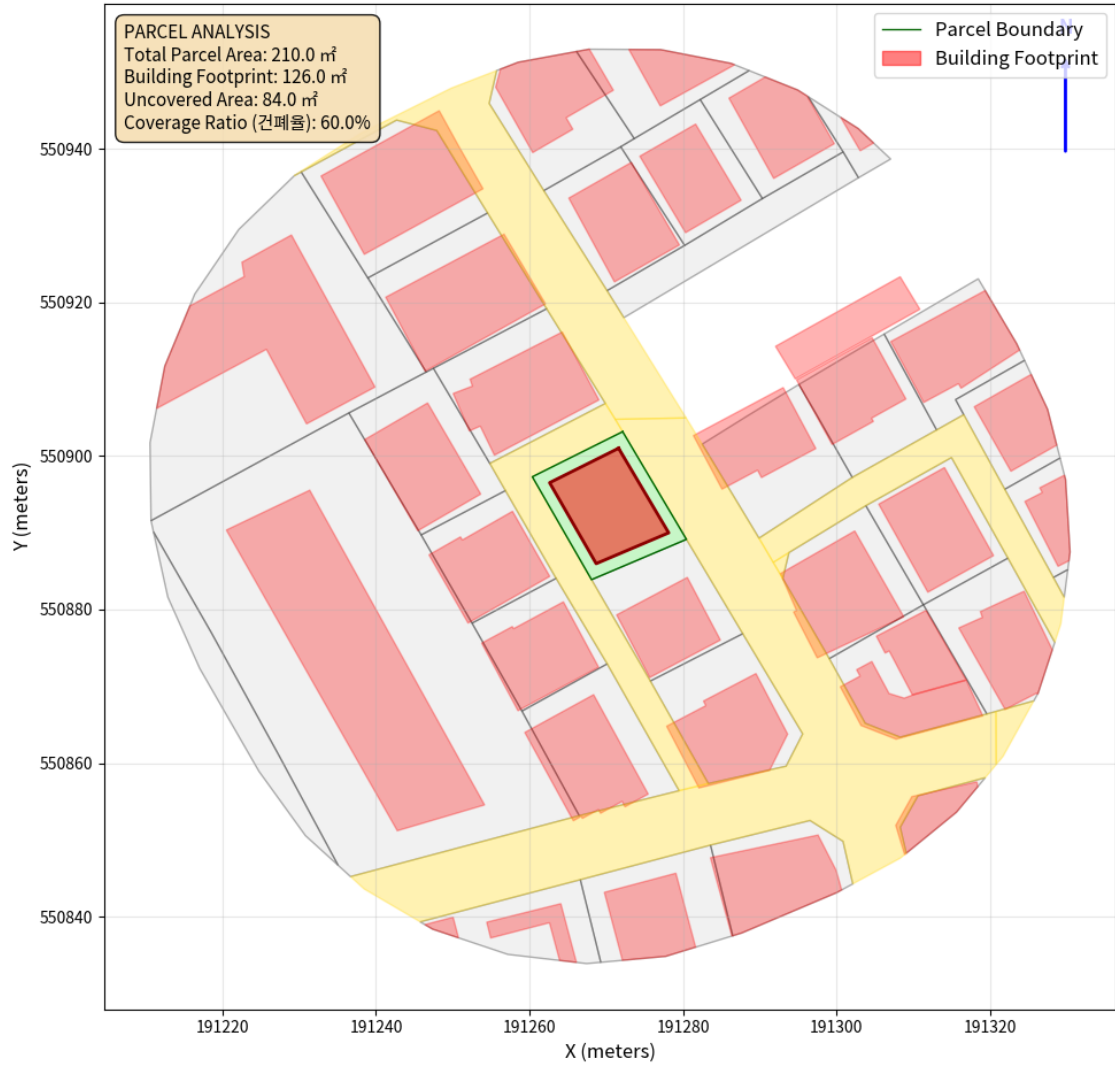 PARCEL ANALYSIS
Total Parcel Area: 210.0 ㎡
Building Footprint: 126.0 ㎡
Uncovered Area: 84.0 ㎡
Coverage Ratio (건폐율): 60.0%
N
Parcel Boundary
Building Footprint
550940
550920
550900
550880
550860
550840
Y (meters)
191220
191240
191260
191280
191300
191320
X (meters)